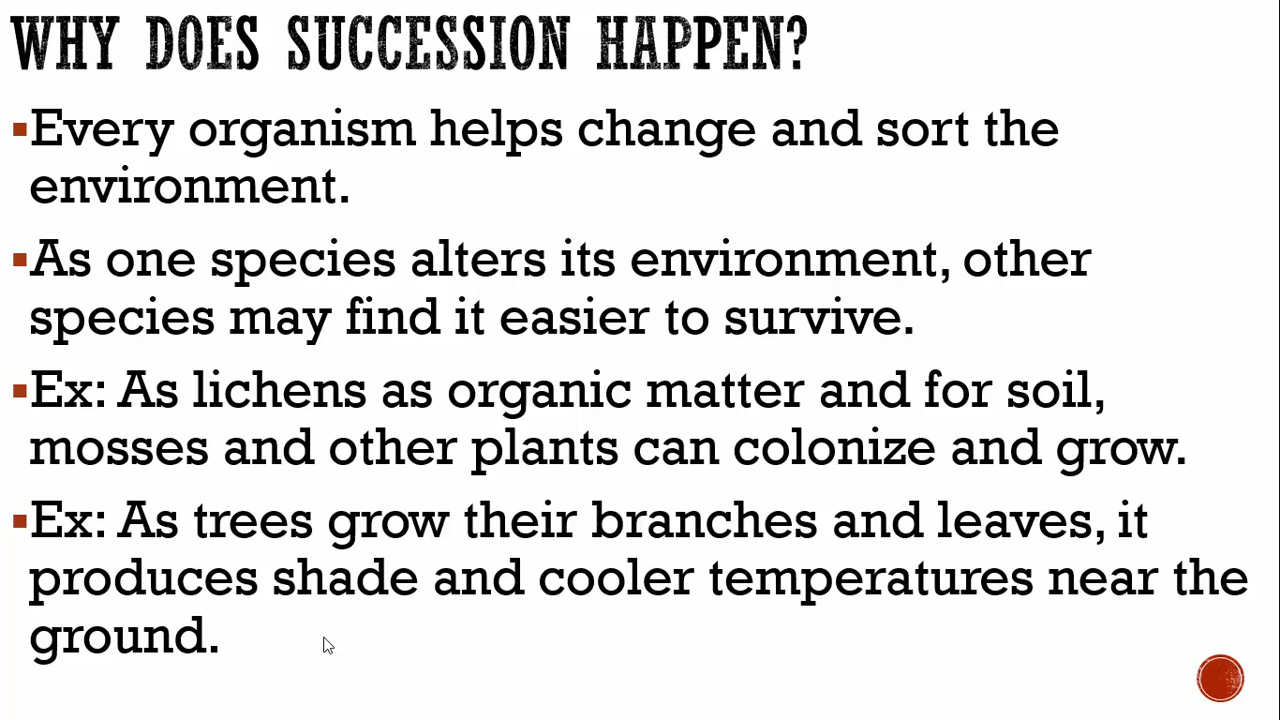 WHY DOES SUCCESSION HAPPEN?
▪Every organism helps change and sort the
environment.
▪As one species alters its environment, other
species may find it easier to survive.
▪Ex: As lichens as organic matter and for soil,
mosses and other plants can colonize and grow.
▪Ex: As trees grow their branches and leaves, it
produces shade and cooler temperatures near the
ground.